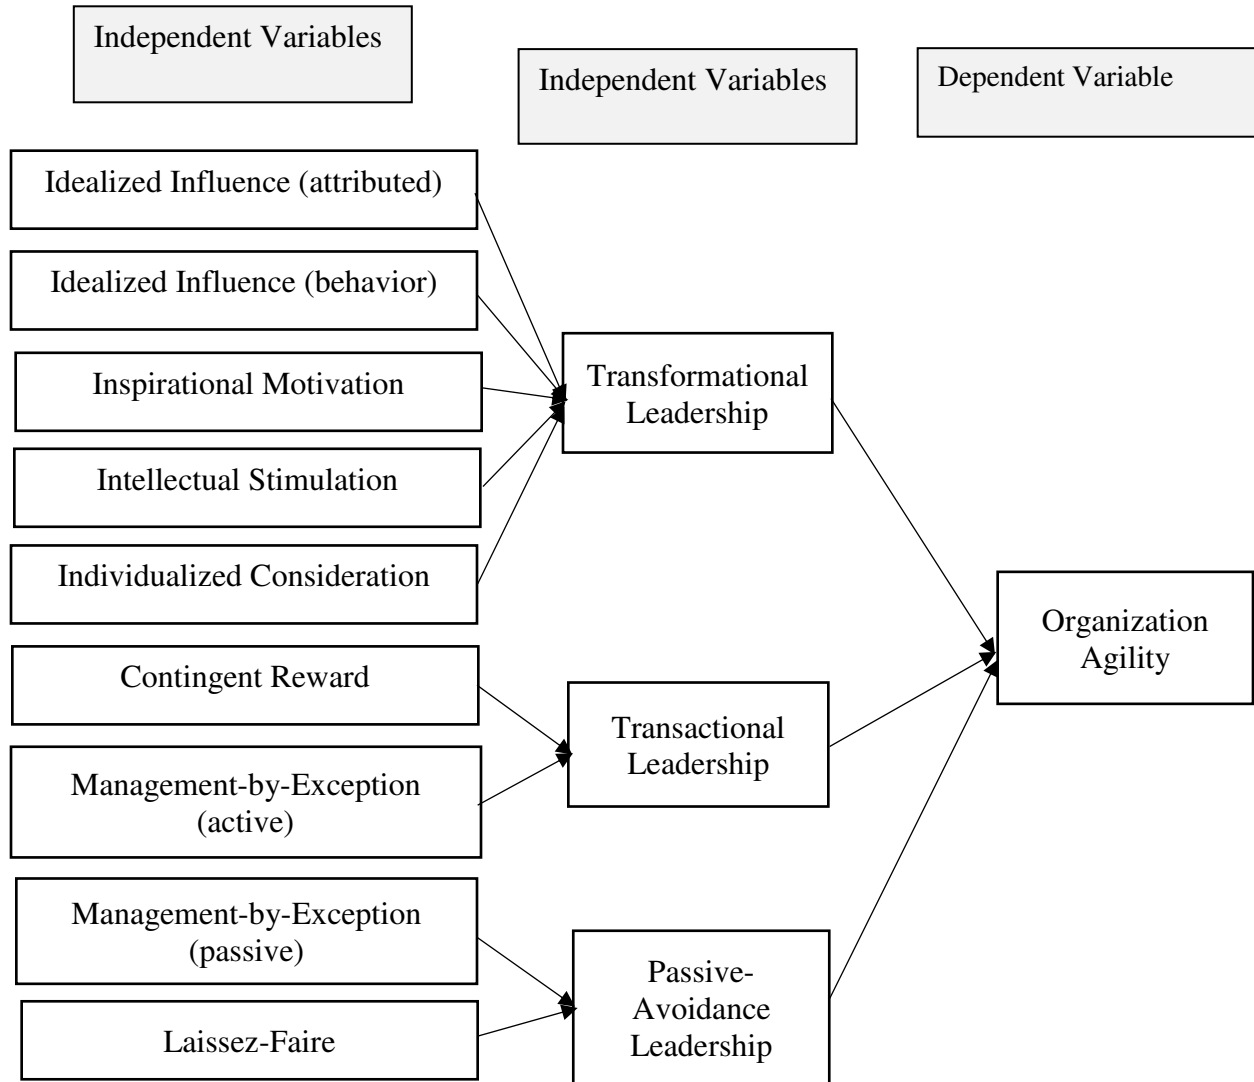 Independent Variables
Independent Variables
Dependent Variable
Idealized Influence (attributed)
Idealized Influence (behavior)
Inspirational Motivation
Intellectual Stimulation
Individualized Consideration
Contingent Reward
Management-by-Exception
(active)
Management-by-Exception
(passive)
Laissez-Faire
Transformational
Leadership
Transactional
Leadership
Passive-
Avoidance
Leadership
Organization
Agility